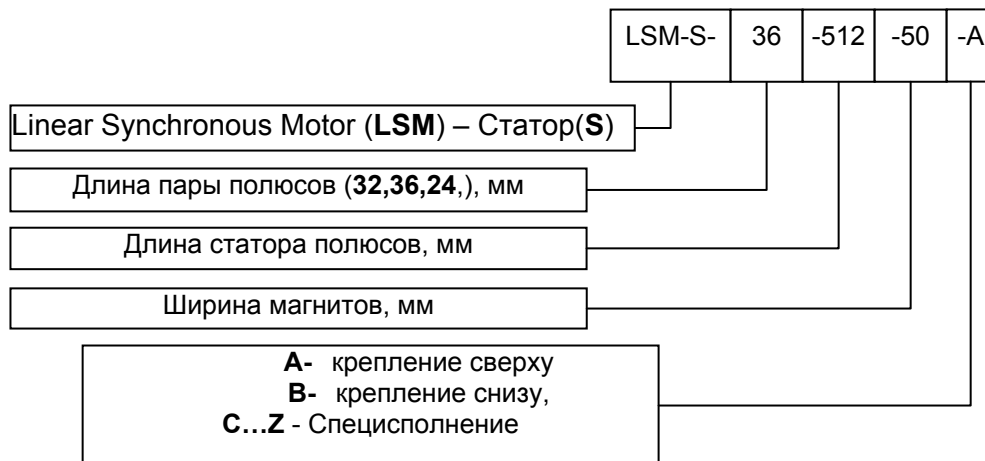 LSM-S- 36 -512 -50 -A
Linear Synchronous Motor (LSM) – Статор(S)
Длина пары полюсов (32,36,24,), мм
Длина статора полюсов, мм
Ширина магнитов, мм
A- крепление сверху
B- крепление снизу,
C...Z - Специсполнение